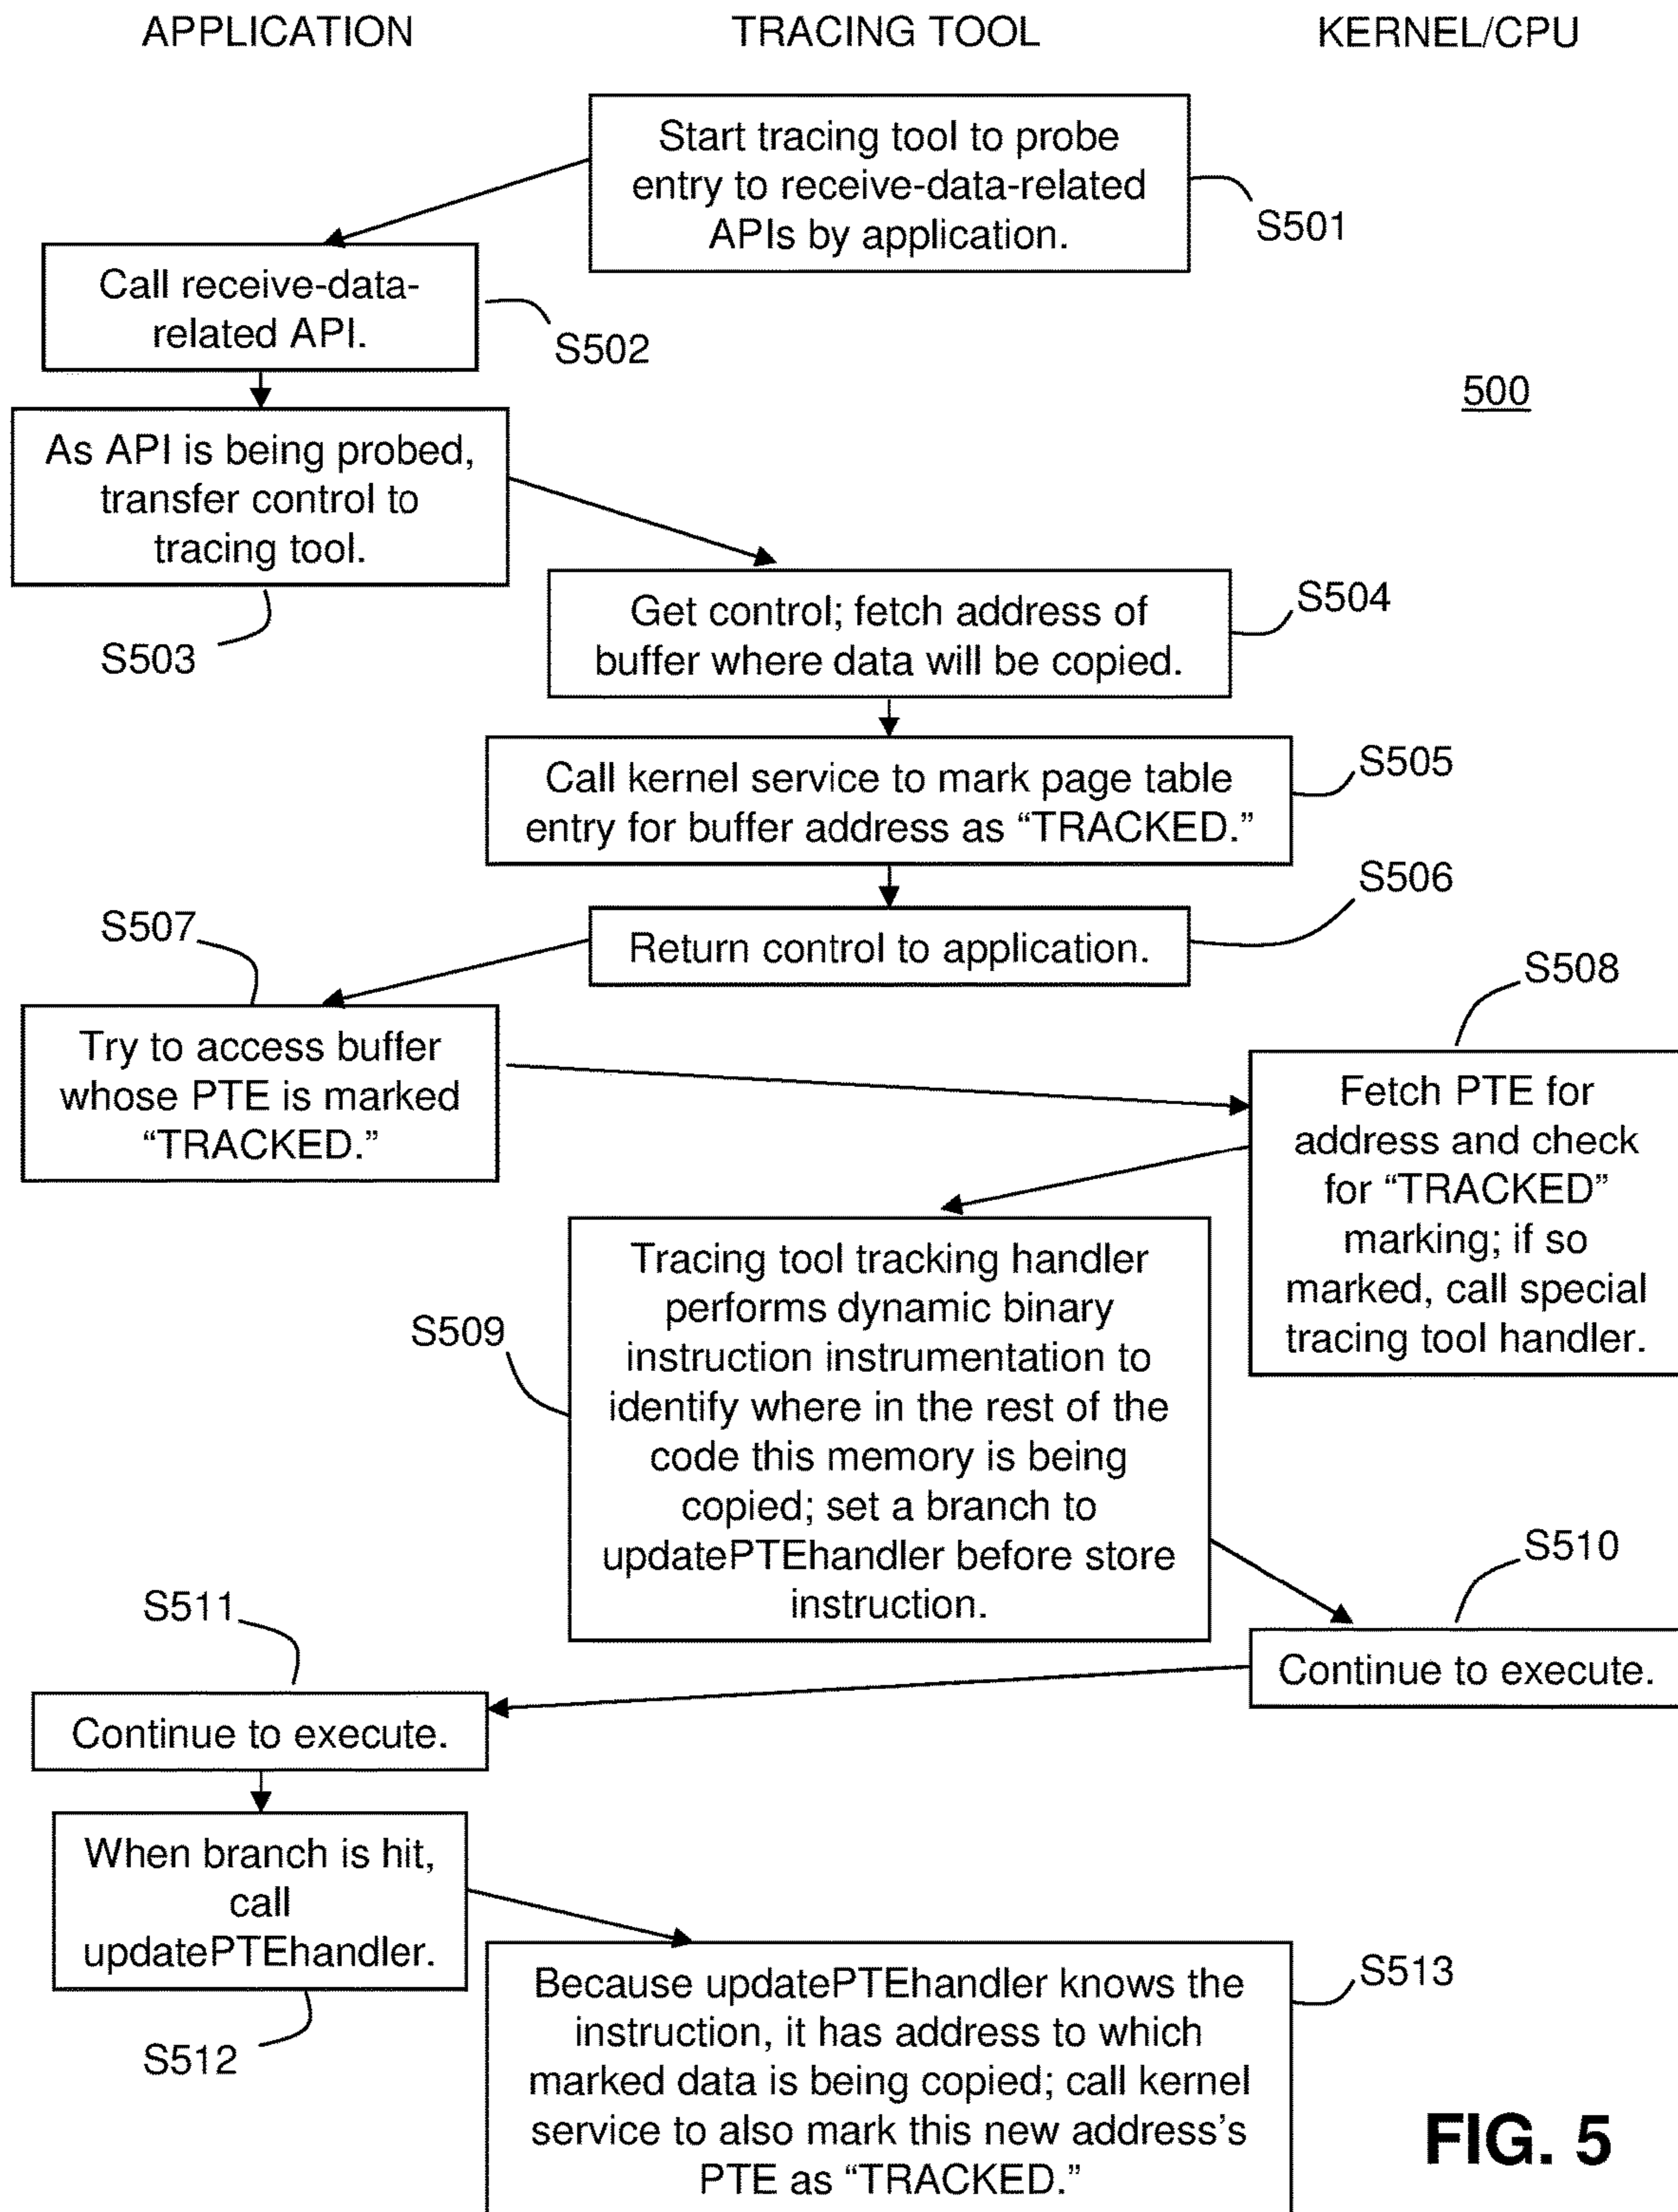 APPLICATION
TRACING TOOL
KERNEL/CPU
Start tracing tool to probe
entry to receive-data-related
APIs by application.
S501
Call receive-data-
related API.
S502
500
As API is being probed,
transfer control to
tracing tool.
S503
Get control; fetch address of
buffer where data will be copied.
S504
Call kernel service to mark page table
entry for buffer address as “TRACKED.”
S505
Return control to application.
S506
S507
Try to access buffer
whose PTE is marked
“TRACKED.”
S508
Fetch PTE for
address and check
for “TRACKED”
marking; if so
marked, call special
tracing tool handler.
S509
Tracing tool tracking handler
performs dynamic binary
instruction instrumentation to
identify where in the rest of the
code this memory is being
copied; set a branch to
updatePTEhandler before store
instruction.
S510
Continue to execute.
S511
Continue to execute.
When branch is hit,
call
updatePTEhandler.
S512
Because updatePTEhandler knows the
instruction, it has address to which
marked data is being copied; call kernel
service to also mark this new address’s
PTE as “TRACKED.”
S513
FIG. 5